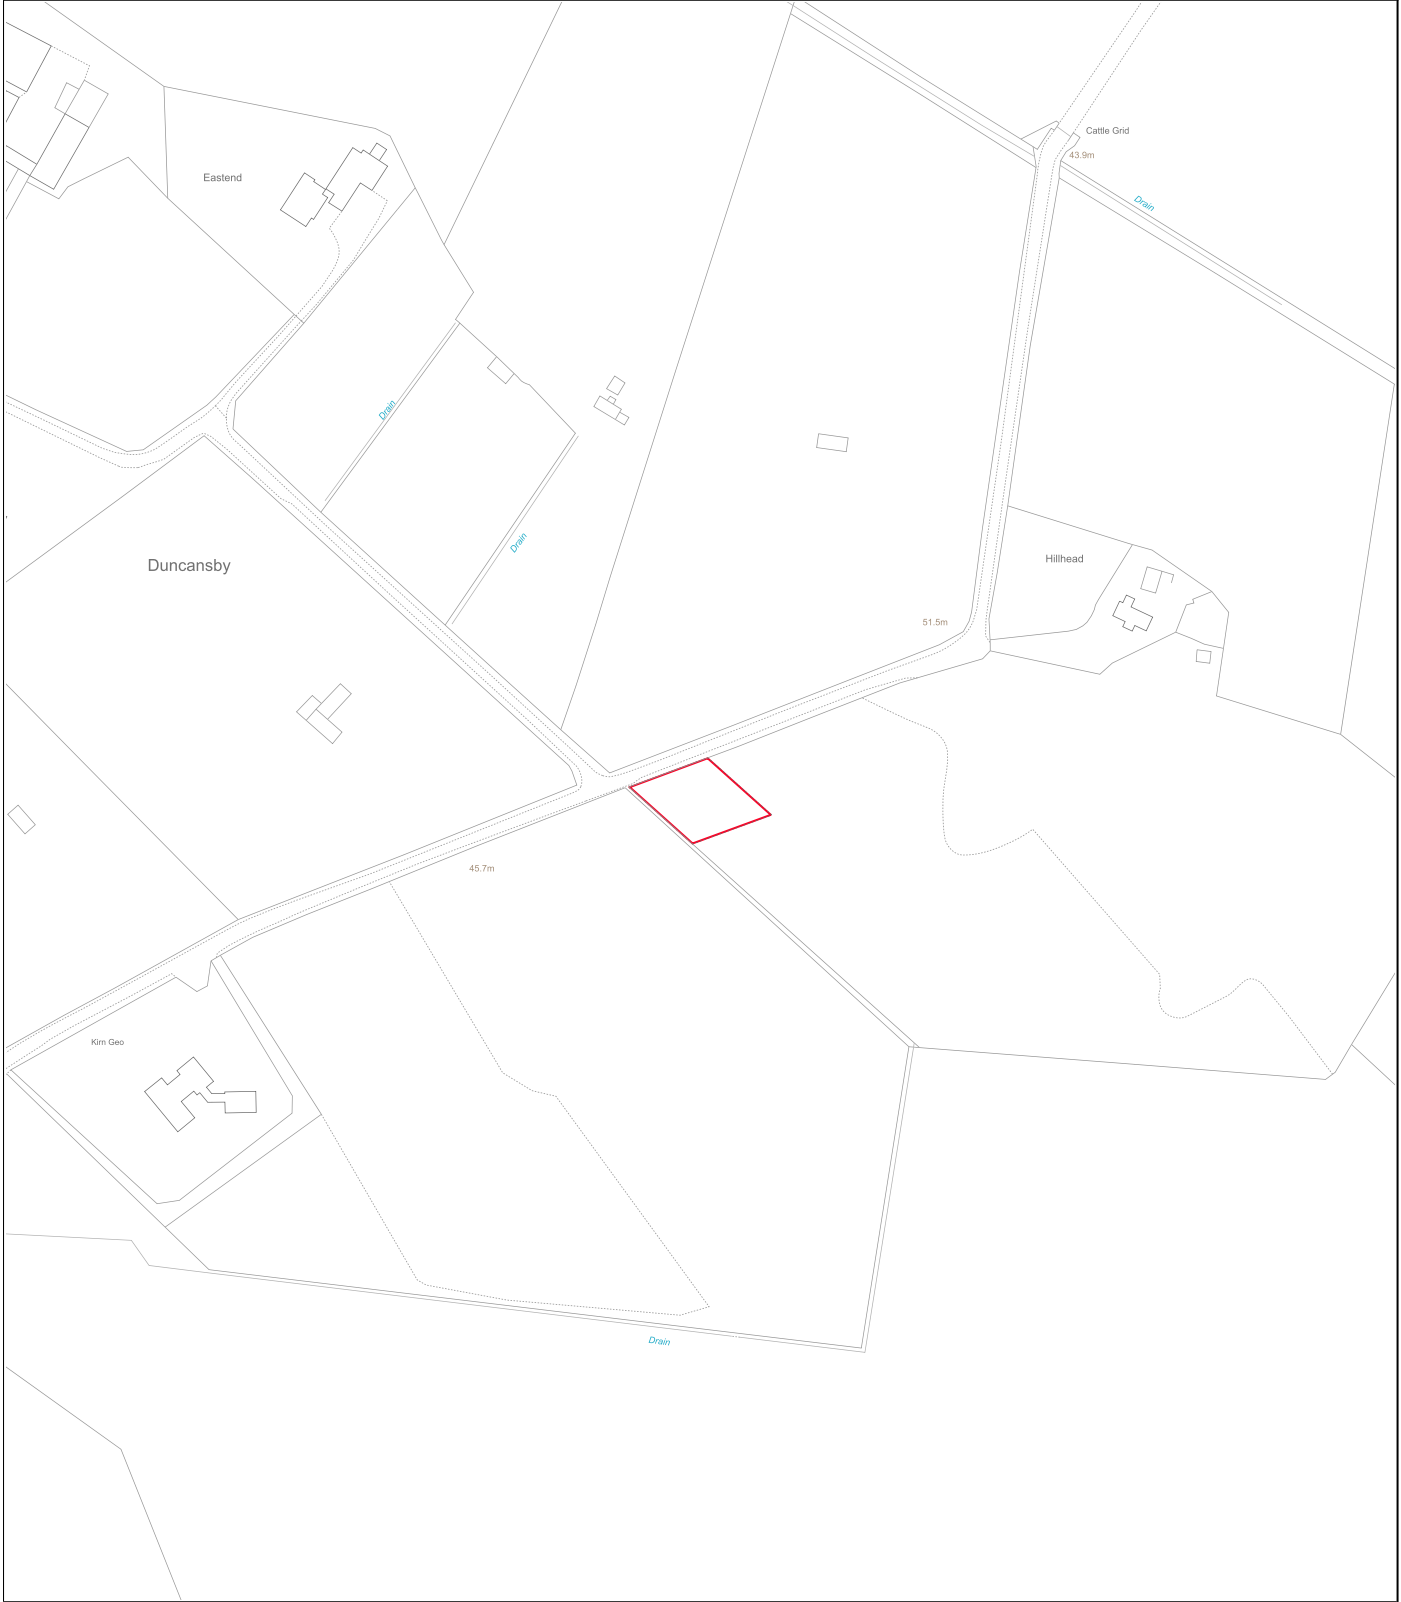 Cattle Grid
43.9m
Eastend
Drain
Drain
Drain
Hillhead
Duncansby
51.5m
45.7m
Kirn Geo
Drain